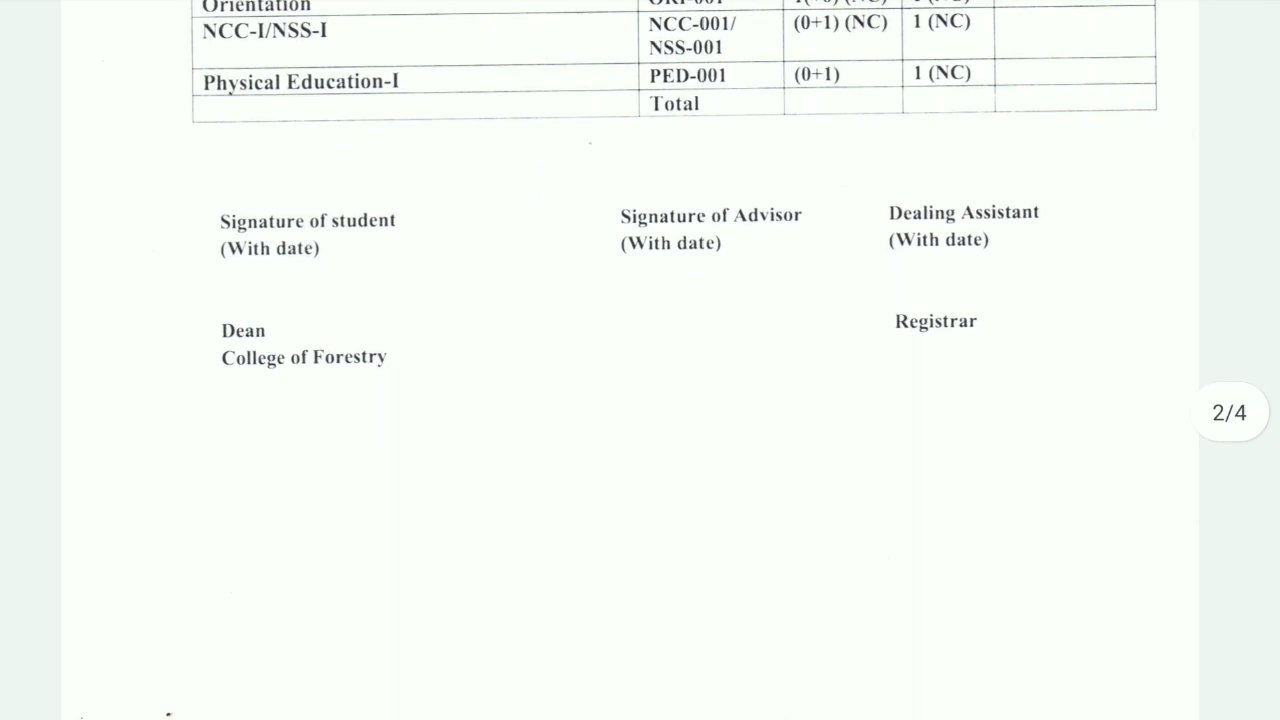 Orientation
NCC-I/NSS-I NCC-001/ (0+1) (NC) 1 (NC)
NSS-001
Physical Education-I PED-001 (0+1) 1 (NC)
Total
Signature of student Signature of Advisor Dealing Assistant
(With date) (With date) (With date)
Dean Registrar
College of Forestry
2/4